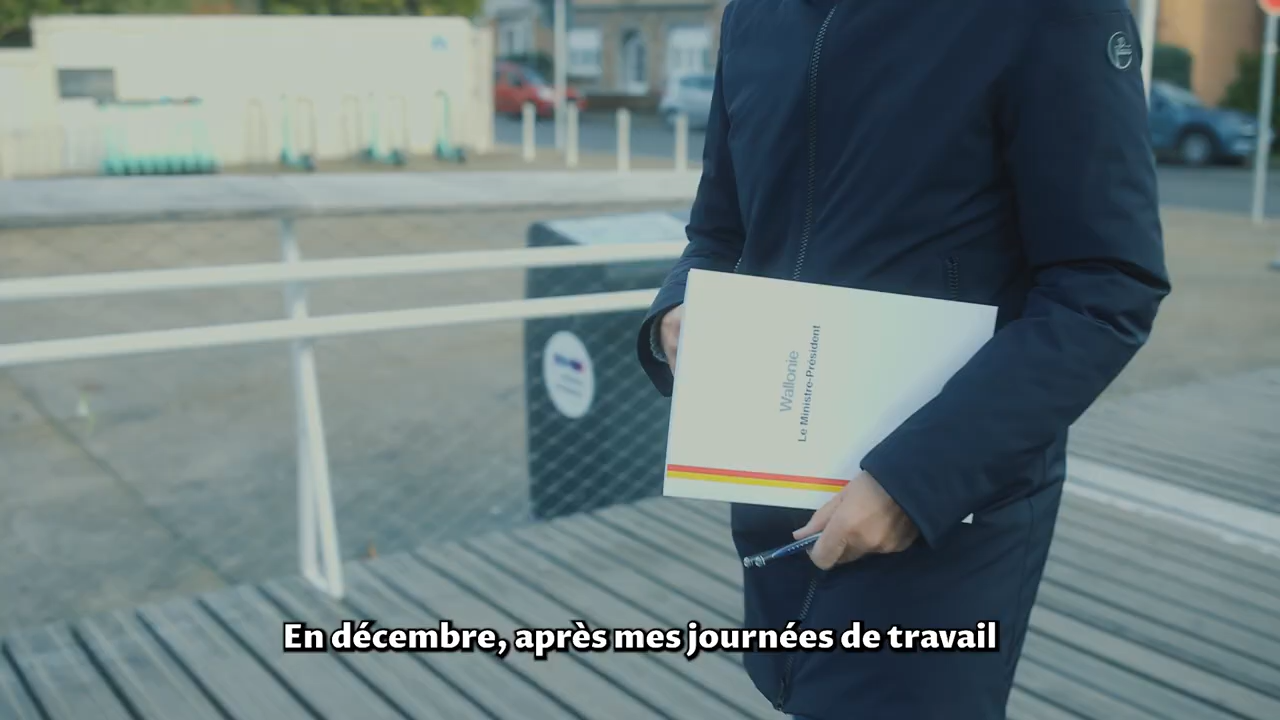 Wallonie
Le Ministre-Président
En décembre, après mes journées de travail